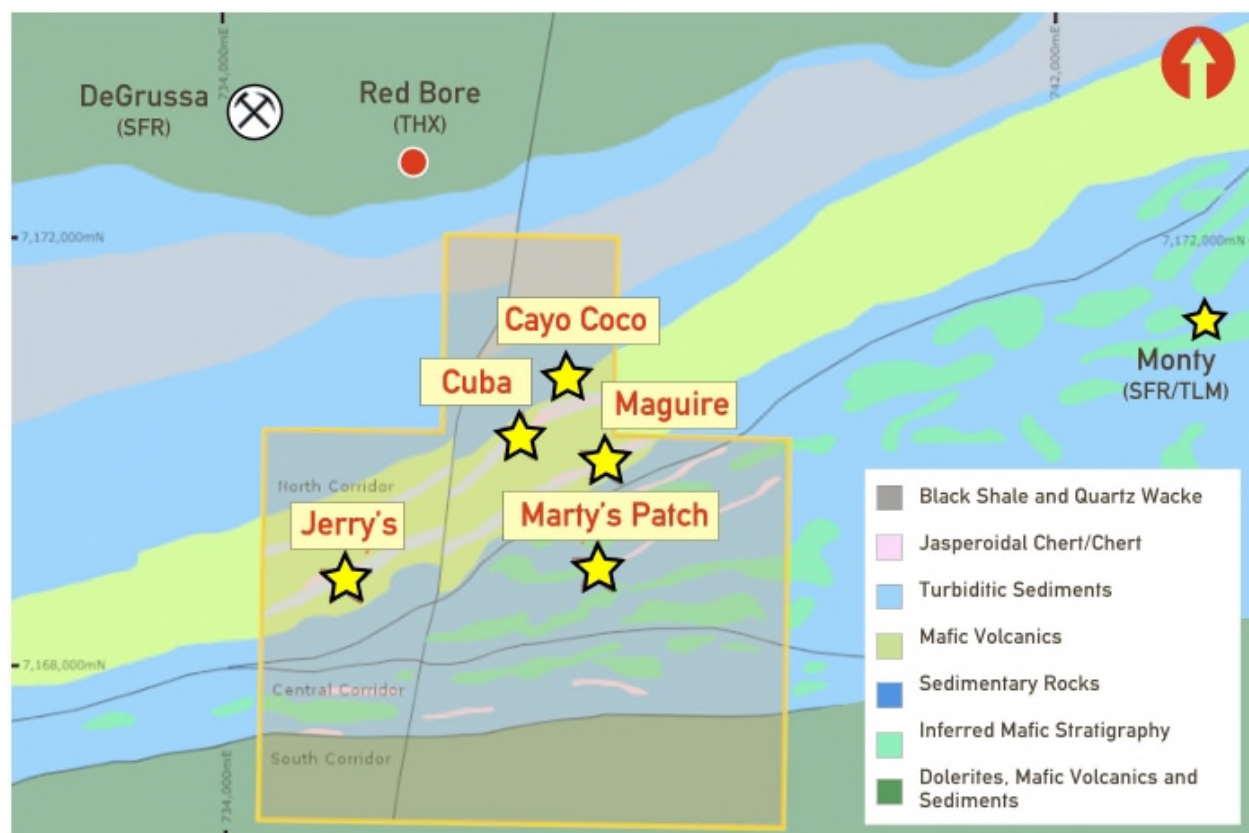 734,000mE
742,000mE
DeGrussa
(SFR)
Red Bore
(THX)
7,172,000mN
7,172,000mN
Cayo Coco
Cuba
Maguire
Monty
(SFR/TLM)
North Corridor
Jerry's
Marty's Patch
7,168,000mN
Central Corridor
South Corridor
734,000mE
Black Shale and Quartz Wacke
Jasperoidal Chert/Chert
Turbiditic Sediments
Mafic Volcanics
Sedimentary Rocks
Inferred Mafic Stratigraphy
Dolerites, Mafic Volcanics and
Sediments